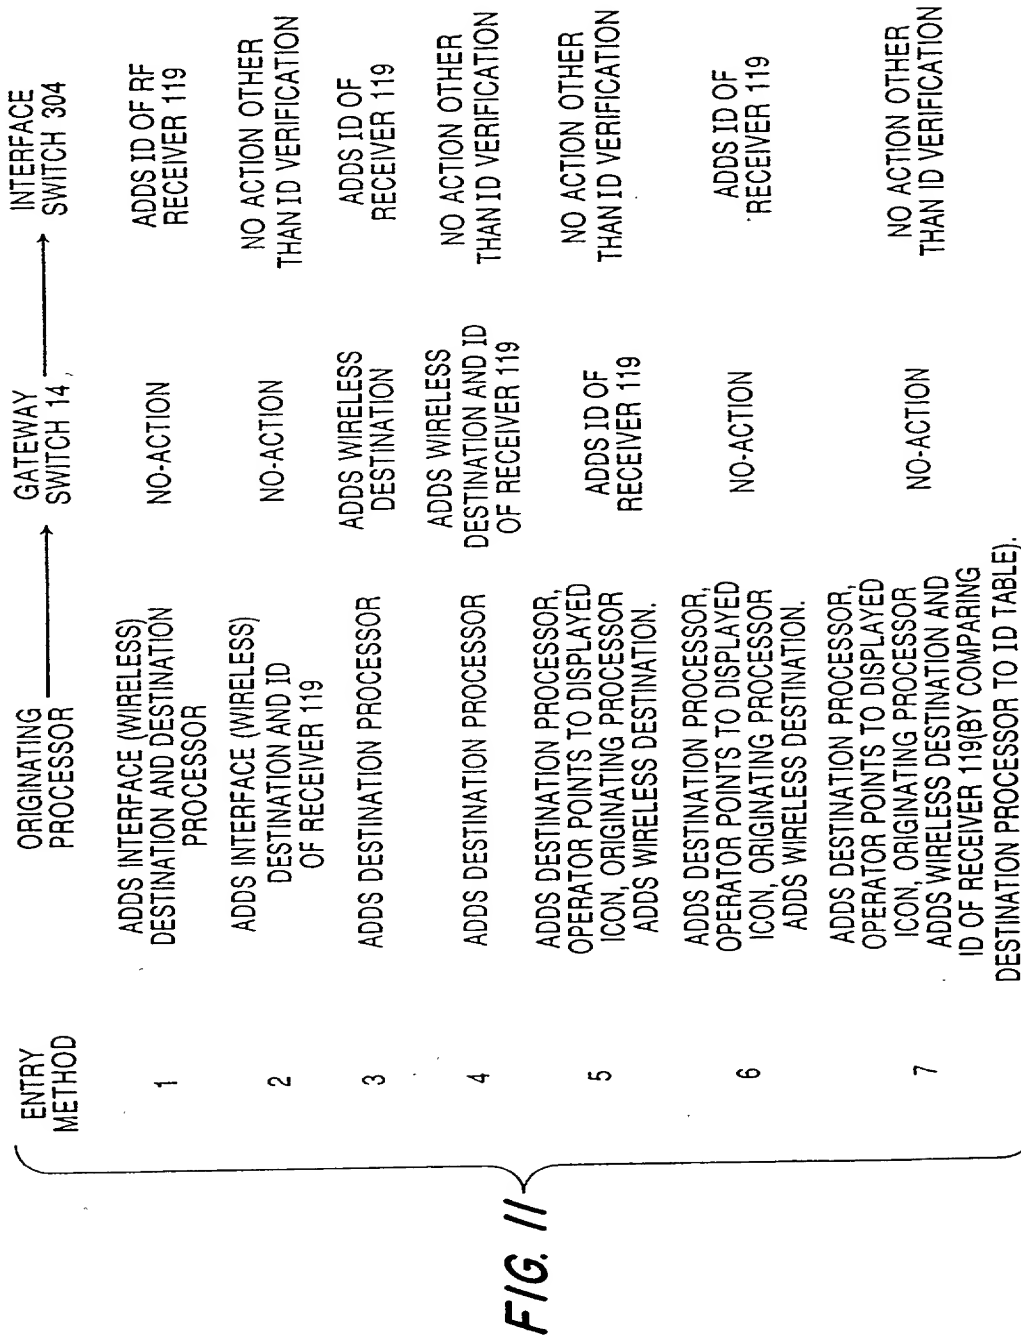 ENTRY
METHOD
ORIGINATING
PROCESSOR
GATEWAY
SWITCH 14,
INTERFACE
SWITCH 304
1
ADDS INTERFACE (WIRELESS)
DESTINATION AND DESTINATION
PROCESSOR
NO-ACTION
ADDS ID OF RF
RECEIVER 119
2
ADDS INTERFACE (WIRELESS)
DESTINATION AND ID
OF RECEIVER 119
NO-ACTION
NO ACTION OTHER
THAN ID VERIFICATION
3
ADDS DESTINATION PROCESSOR
ADDS WIRELESS
DESTINATION
ADDS ID OF
RECEIVER 119
4
ADDS DESTINATION PROCESSOR
ADDS WIRELESS
DESTINATION AND ID
OF RECEIVER 119
NO ACTION OTHER
THAN ID VERIFICATION
5
ADDS DESTINATION PROCESSOR,
OPERATOR POINTS TO DISPLAYED
ICON, ORIGINATING PROCESSOR
ADDS WIRELESS DESTINATION.
ADDS ID OF
RECEIVER 119
NO ACTION OTHER
THAN ID VERIFICATION
6
ADDS DESTINATION PROCESSOR,
OPERATOR POINTS TO DISPLAYED
ICON, ORIGINATING PROCESSOR
ADDS WIRELESS DESTINATION.
NO-ACTION
ADDS ID OF
RECEIVER 119
7
ADDS DESTINATION PROCESSOR,
OPERATOR POINTS TO DISPLAYED
ICON, ORIGINATING PROCESSOR
ADDS WIRELESS DESTINATION AND
ID OF RECEIVER 119(BY COMPARING
DESTINATION PROCESSOR TO ID TABLE).
NO-ACTION
NO ACTION OTHER
THAN ID VERIFICATION
FIG. 11